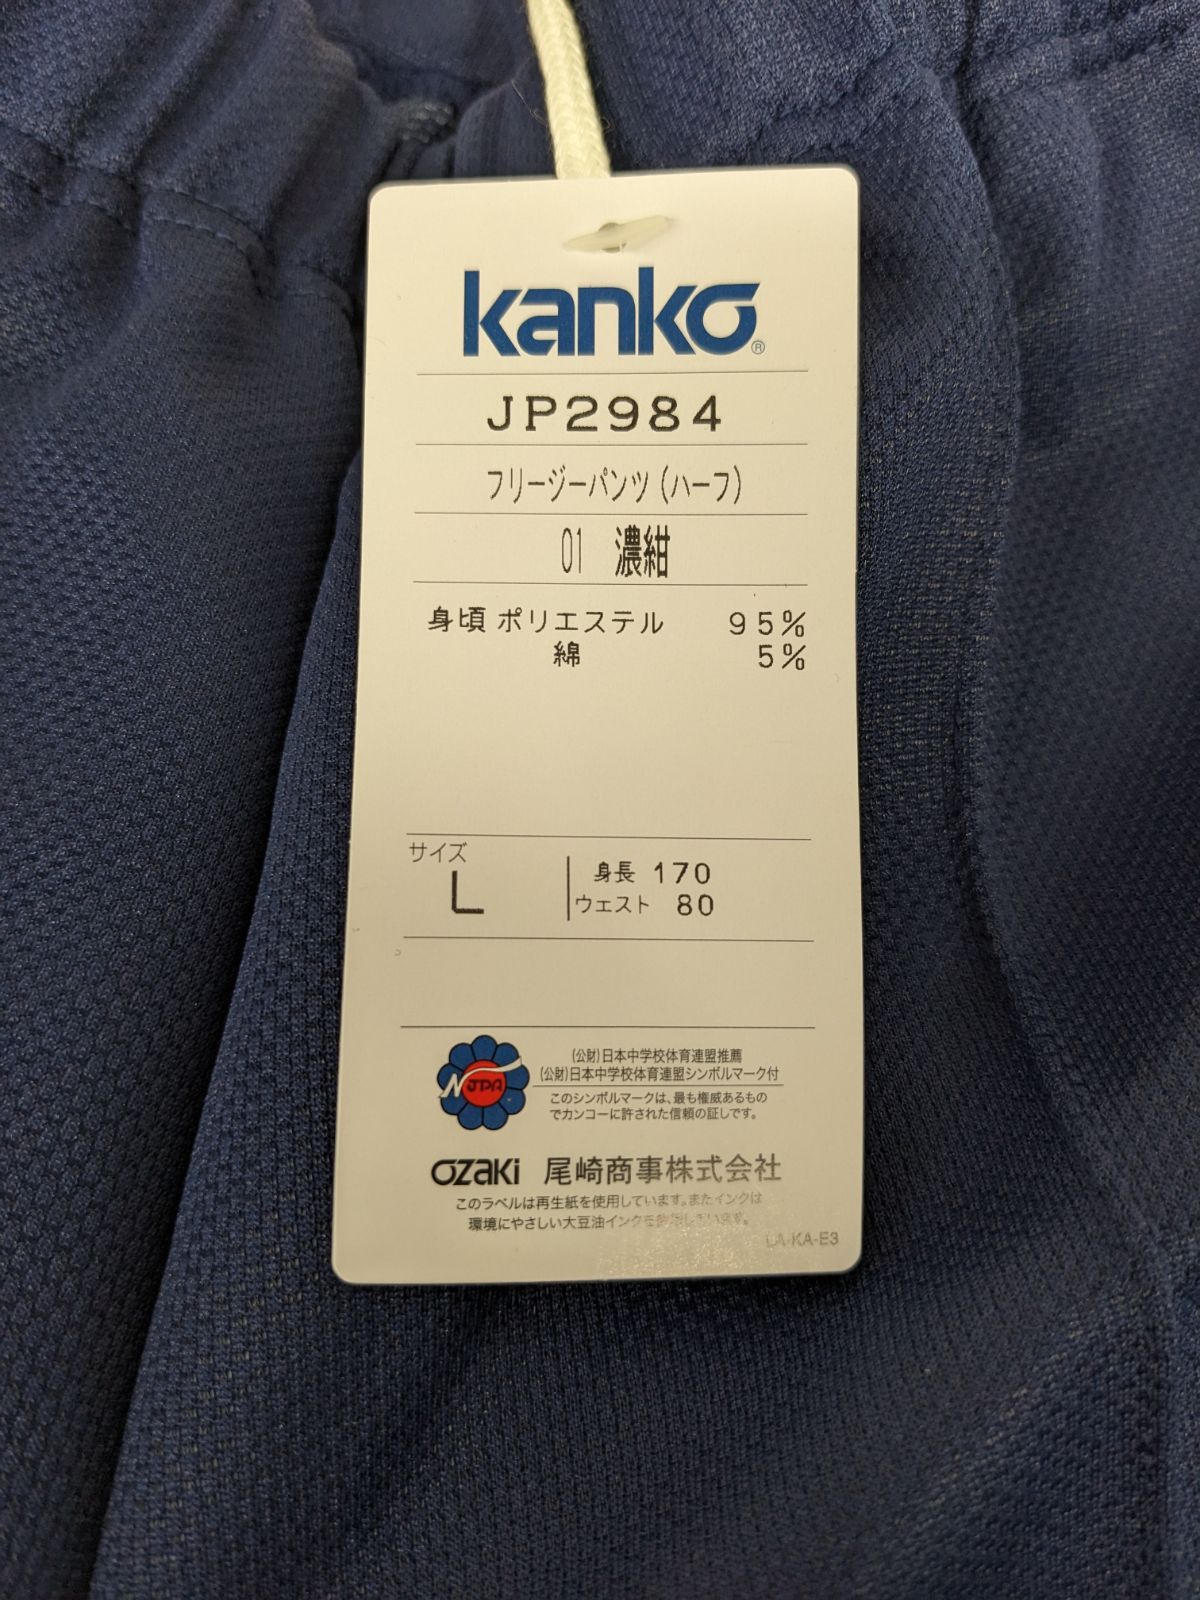 kanko®
JP2984
フリージーパンツ(ハーフ)
01 濃紺
身頃 ポリエステル 95%
綿 5%
サイズ
L
身長 170
ウェスト 80
(公財)日本中学校体育連盟推薦
(公財)日本中学校体育連盟シンボルマーク付
N JPA
このシンボルマークは、最も権威あるもの
でカンコーに許された信頼の証しです。
OZAKI 尾崎商事株式会社
このラベルは再生紙を使用しています。またインクは
環境にやさしい大豆油インクを使用しています。
LA-KA-E3